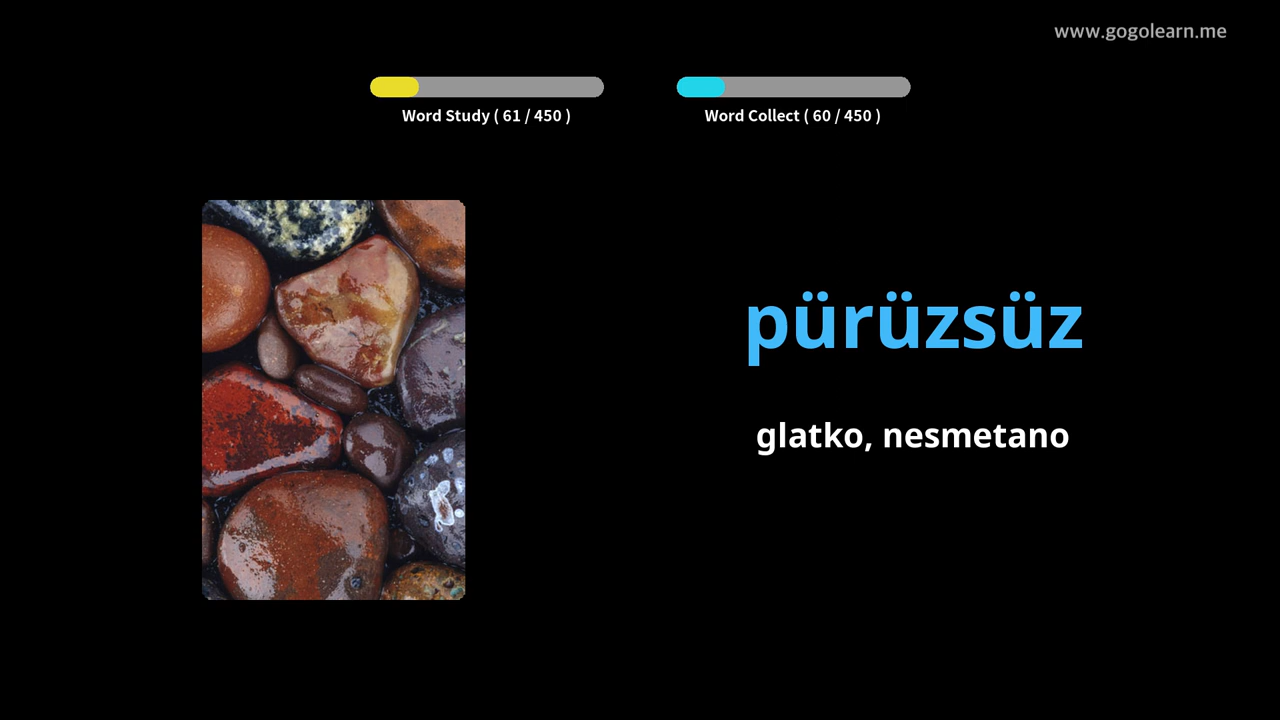 www.gogolearn.me
Word Study ( 61 / 450 )
Word Collect ( 60 / 450 )
pürüzsüz
glatko, nesmetano